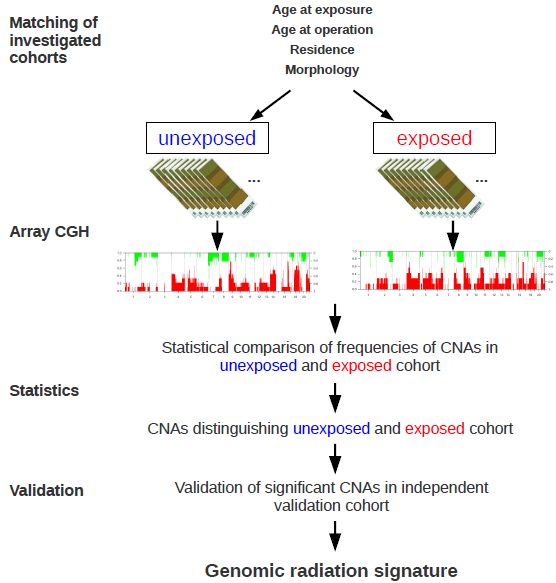 Matching of
investigated
cohorts
Age at exposure
Age at operation
Residence
Morphology
unexposed
exposed
...
...
Array CGH
Statistical comparison of frequencies of CNAs in
unexposed and exposed cohort
Statistics
CNAs distinguishing unexposed and exposed cohort
Validation
Validation of significant CNAs in independent
validation cohort
Genomic radiation signature